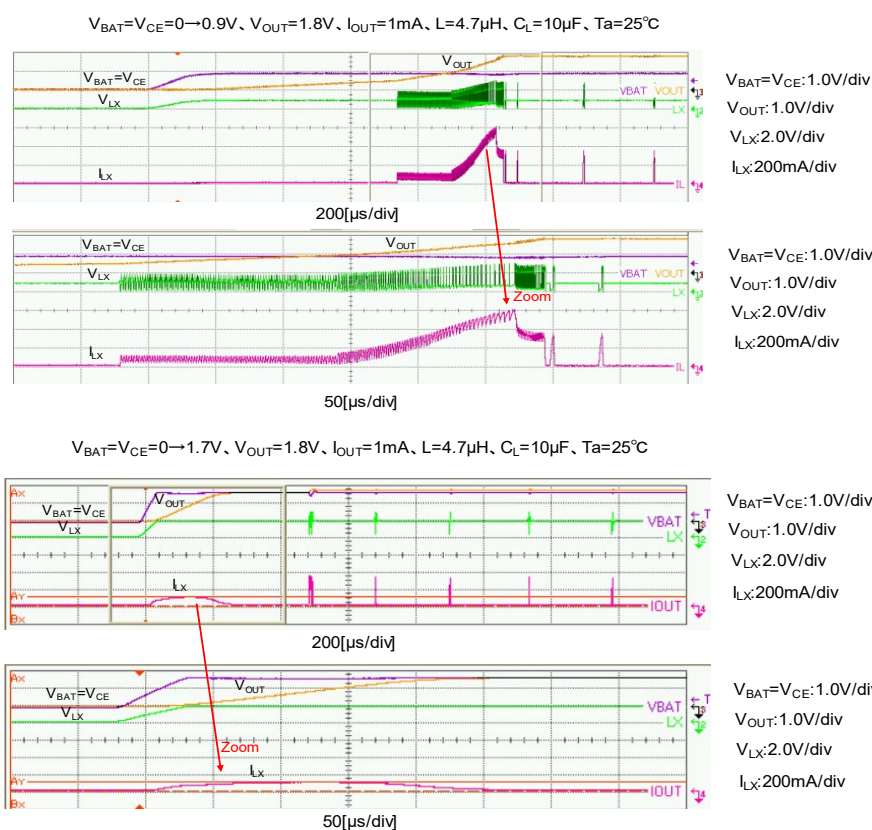 VBAT=VCE=0→0.9V、VOUT=1.8V、IOUT=1mA、L=4.7μH、CL=10μF、Ta=25℃
VOUT
VBAT=VCE
VLX
VBAT VOUT
LX
ILX
IL
200[μs/div]
VBAT=VCE:1.0V/div
VOUT:1.0V/div
VLX:2.0V/div
ILX:200mA/div
VBAT=VCE
VOUT
VLX
VBAT VOUT
LX
Zoom
ILX
IL
50[μs/div]
VBAT=VCE:1.0V/div
VOUT:1.0V/div
VLX:2.0V/div
ILX:200mA/div
VBAT=VCE=0→1.7V、VOUT=1.8V、IOUT=1mA、L=4.7μH、CL=10μF、Ta=25℃
Ax
VOUT
VBAT=VCE
VLX
VBAT
LX
ILX
AY
IOUT
Bx
200[μs/div]
VBAT=VCE:1.0V/div
VOUT:1.0V/div
VLX:2.0V/div
ILX:200mA/div
Ax
VBAT=VCE
VOUT
VLX
VBAT
LX
Zoom
ILX
AY
IOUT
Bx
50[μs/div]
VBAT=VCE:1.0V/div
VOUT:1.0V/div
VLX:2.0V/div
ILX:200mA/div